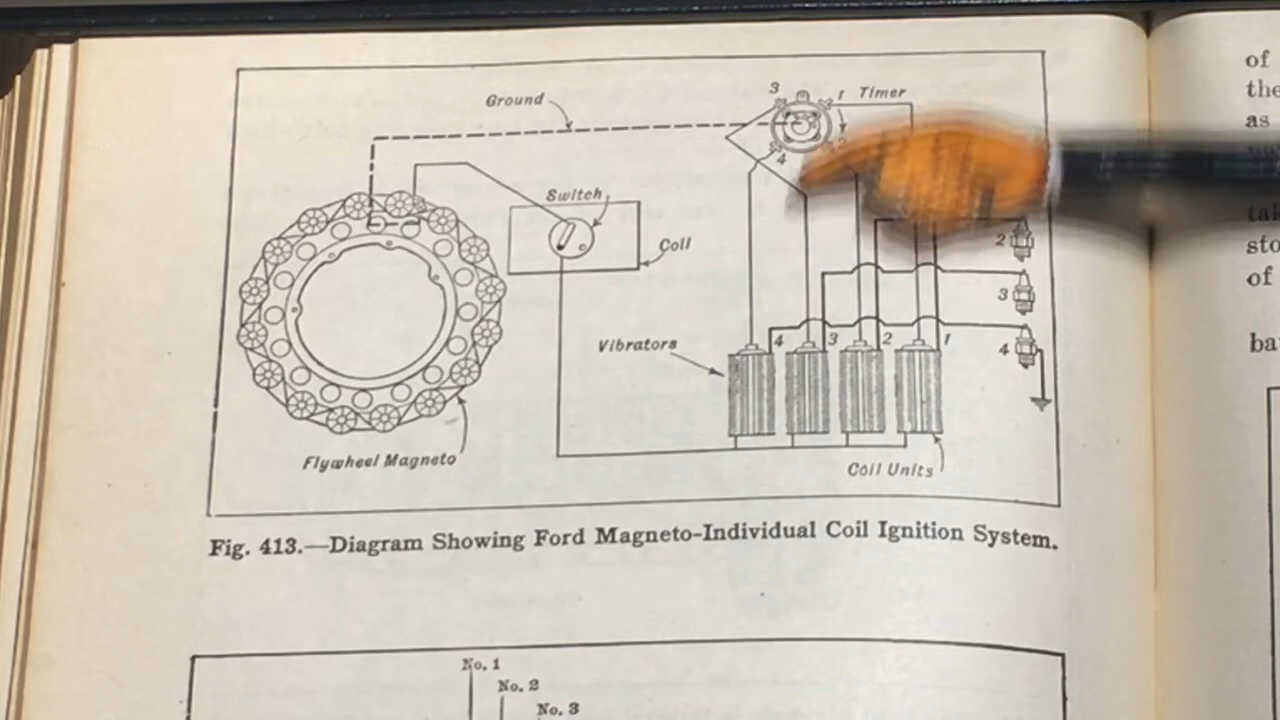 Ground
3
1 Timer
4
Switch
Coil
2
3
Vibrators
4
3
2
1
4
Flywheel Magneto
Coil Units
Fig. 413.—Diagram Showing Ford Magneto-Individual Coil Ignition System.
No. 1
No. 2
No. 3
of
the
as
sto
of